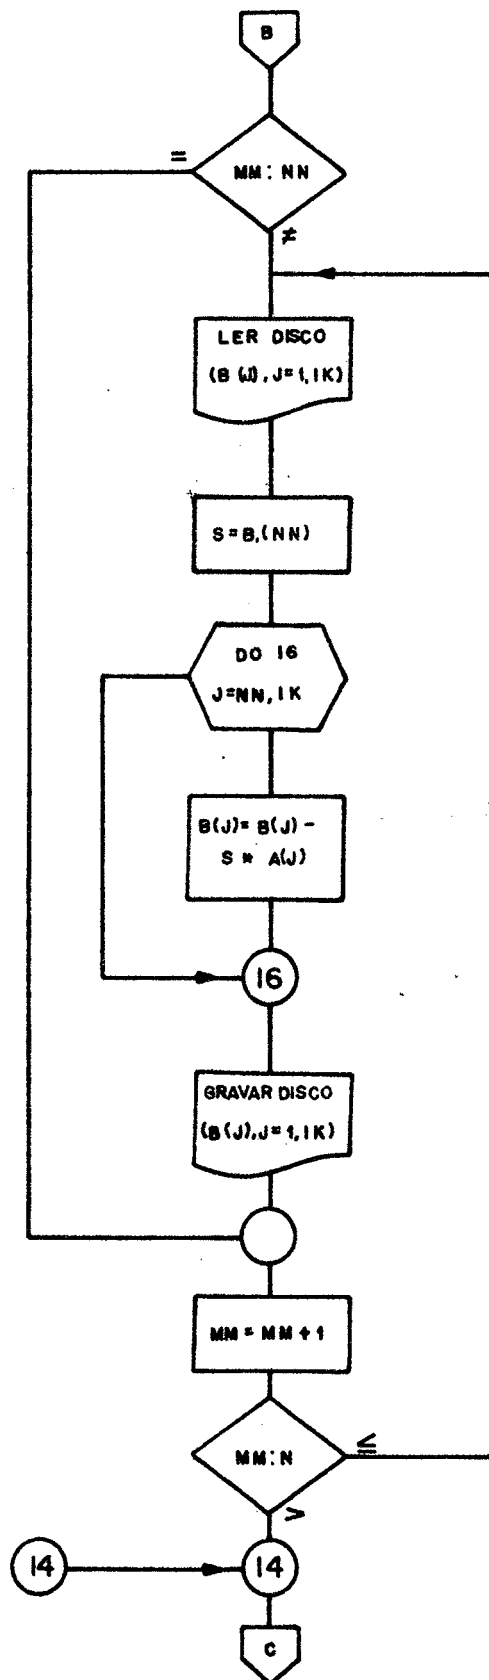 B
=
MM: NN
≠
LER DISCO
(B (J), J=1, IK)
S=B,(NN)
DO 16
J=NN, IK
B(J)= B(J) -
S * A(J)
16
GRAVAR DISCO
(B(J), J=1, IK)
MM = MM + 1
≤
MM: N
>
14
14
C